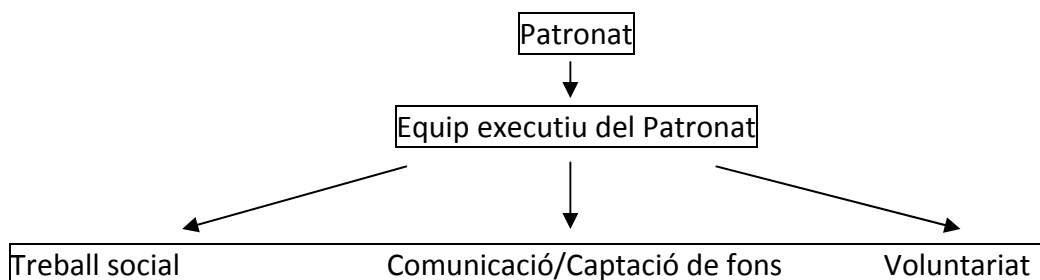 Patronat
Equip executiu del Patronat
Treball social Comunicació/Captació de fons Voluntariat